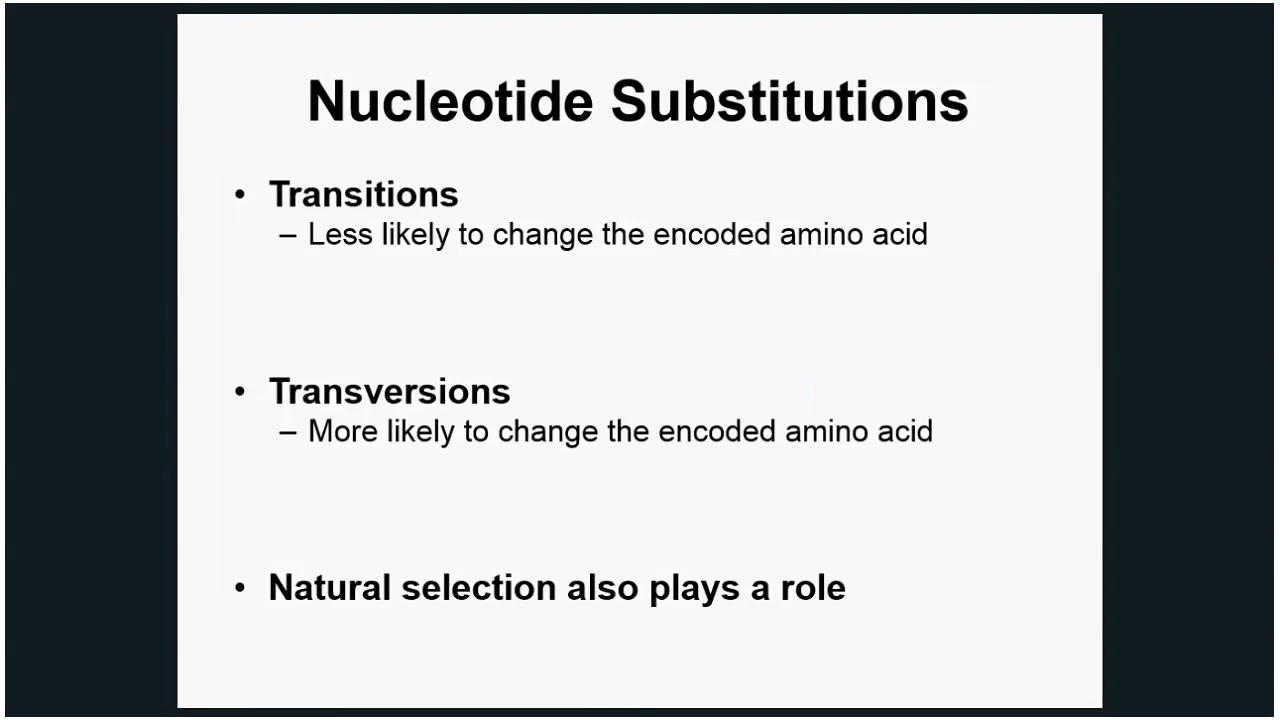 Nucleotide Substitutions
• Transitions
– Less likely to change the encoded amino acid
• Transversions
– More likely to change the encoded amino acid
• Natural selection also plays a role